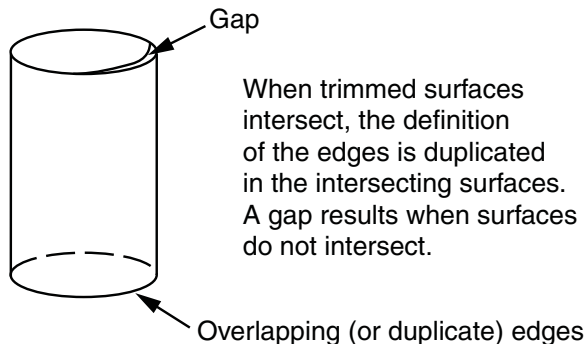 Gap
When trimmed surfaces
intersect, the definition
of the edges is duplicated
in the intersecting surfaces.
A gap results when surfaces
do not intersect.
Overlapping (or duplicate) edges